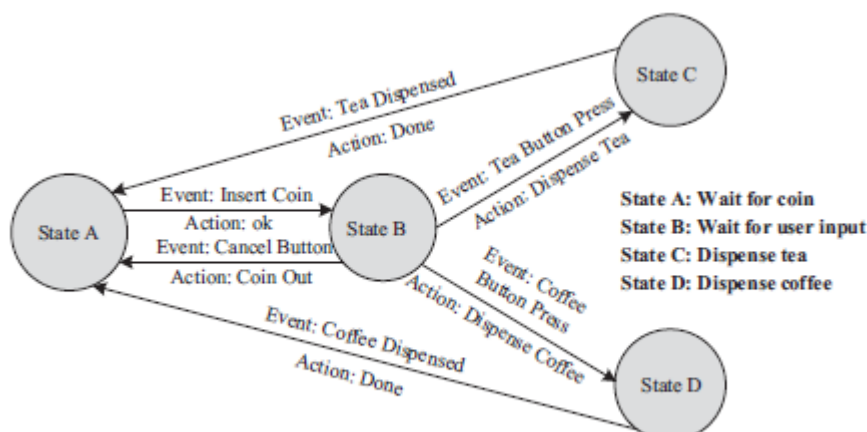 State C
Event: Tea Dispensed
Action: Done
Event: Tea Button Press
Action: Dispense Tea
State A
Event: Insert Coin
Action: ok
Event: Cancel Button
Action: Coin Out
State B
State A: Wait for coin
State B: Wait for user input
State C: Dispense tea
State D: Dispense coffee
Event: Coffee
Button Press
Action: Dispense Coffee
Event: Coffee Dispensed
Action: Done
State D